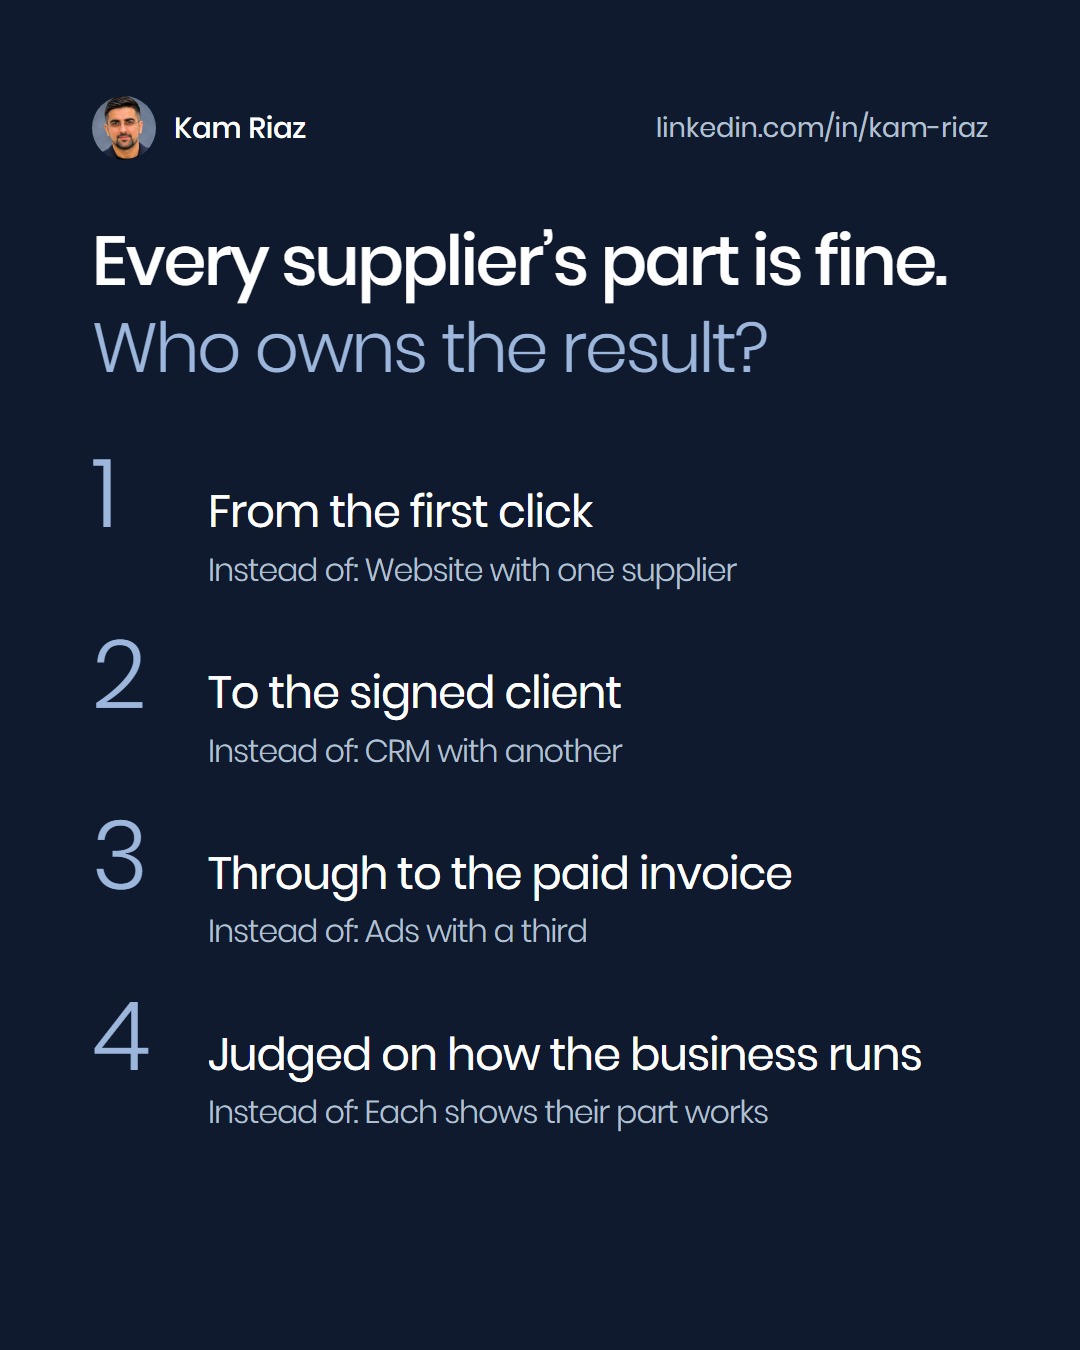 Kam Riaz
linkedin.com/in/kam-riaz
Every supplier’s part is fine.
Who owns the result?
1
From the first click
Instead of: Website with one supplier
2
To the signed client
Instead of: CRM with another
3
Through to the paid invoice
Instead of: Ads with a third
4
Judged on how the business runs
Instead of: Each shows their part works